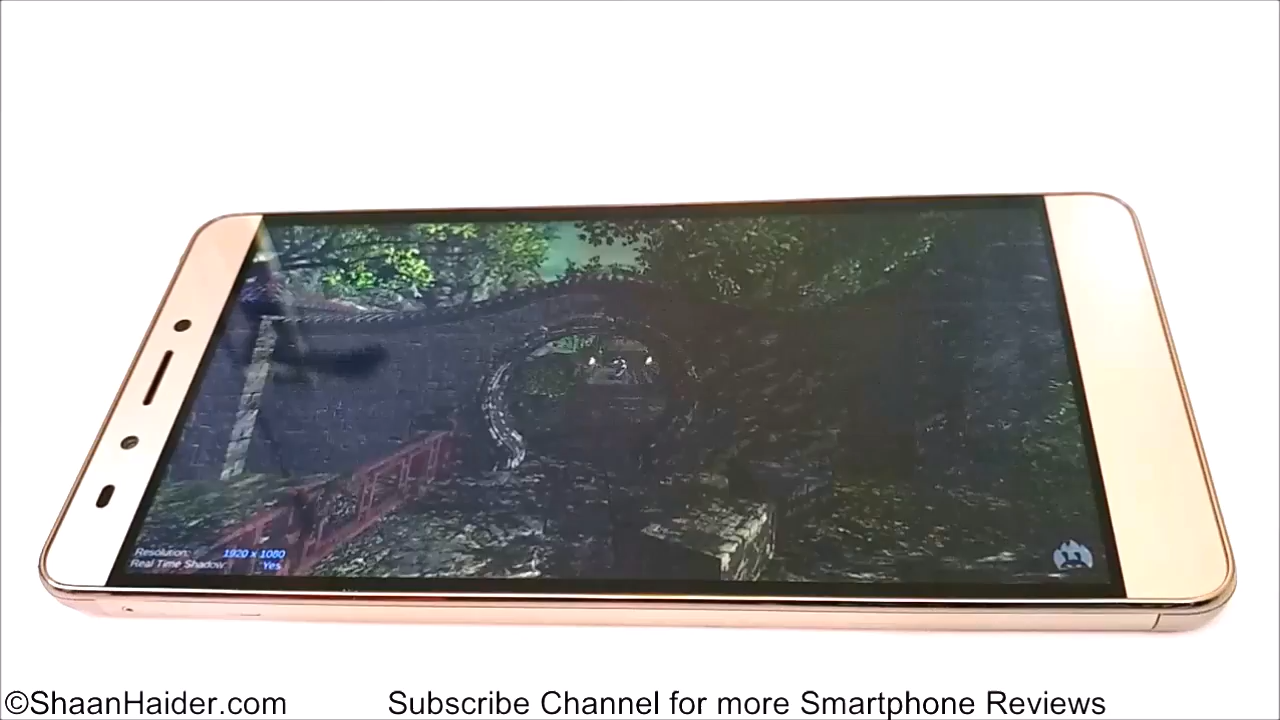 Resolution: 1920 x 1080
Real Time Shadow: Yes
©ShaanHaider.com Subscribe Channel for more Smartphone Reviews